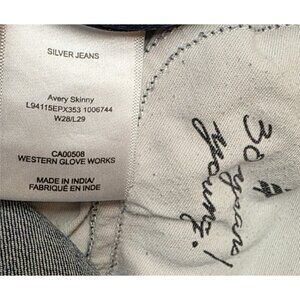 SILVER JEANS
Avery Skinny
L94115EPX353 1006744
W28/L29
CA00508
WESTERN GLOVE WORKS
MADE IN INDIA/
FABRIQUÉ EN INDE
30 years
young!